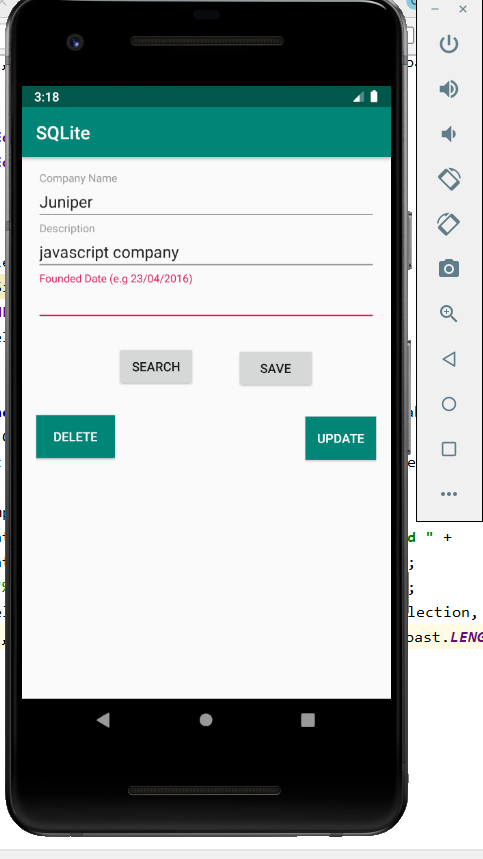 3:18
SQLite
Company Name
Juniper
Description
javascript company
Founded Date (e.g 23/04/2016)
SEARCH
SAVE
DELETE
UPDATE
d " +
;
;
lection,
oast.LENG